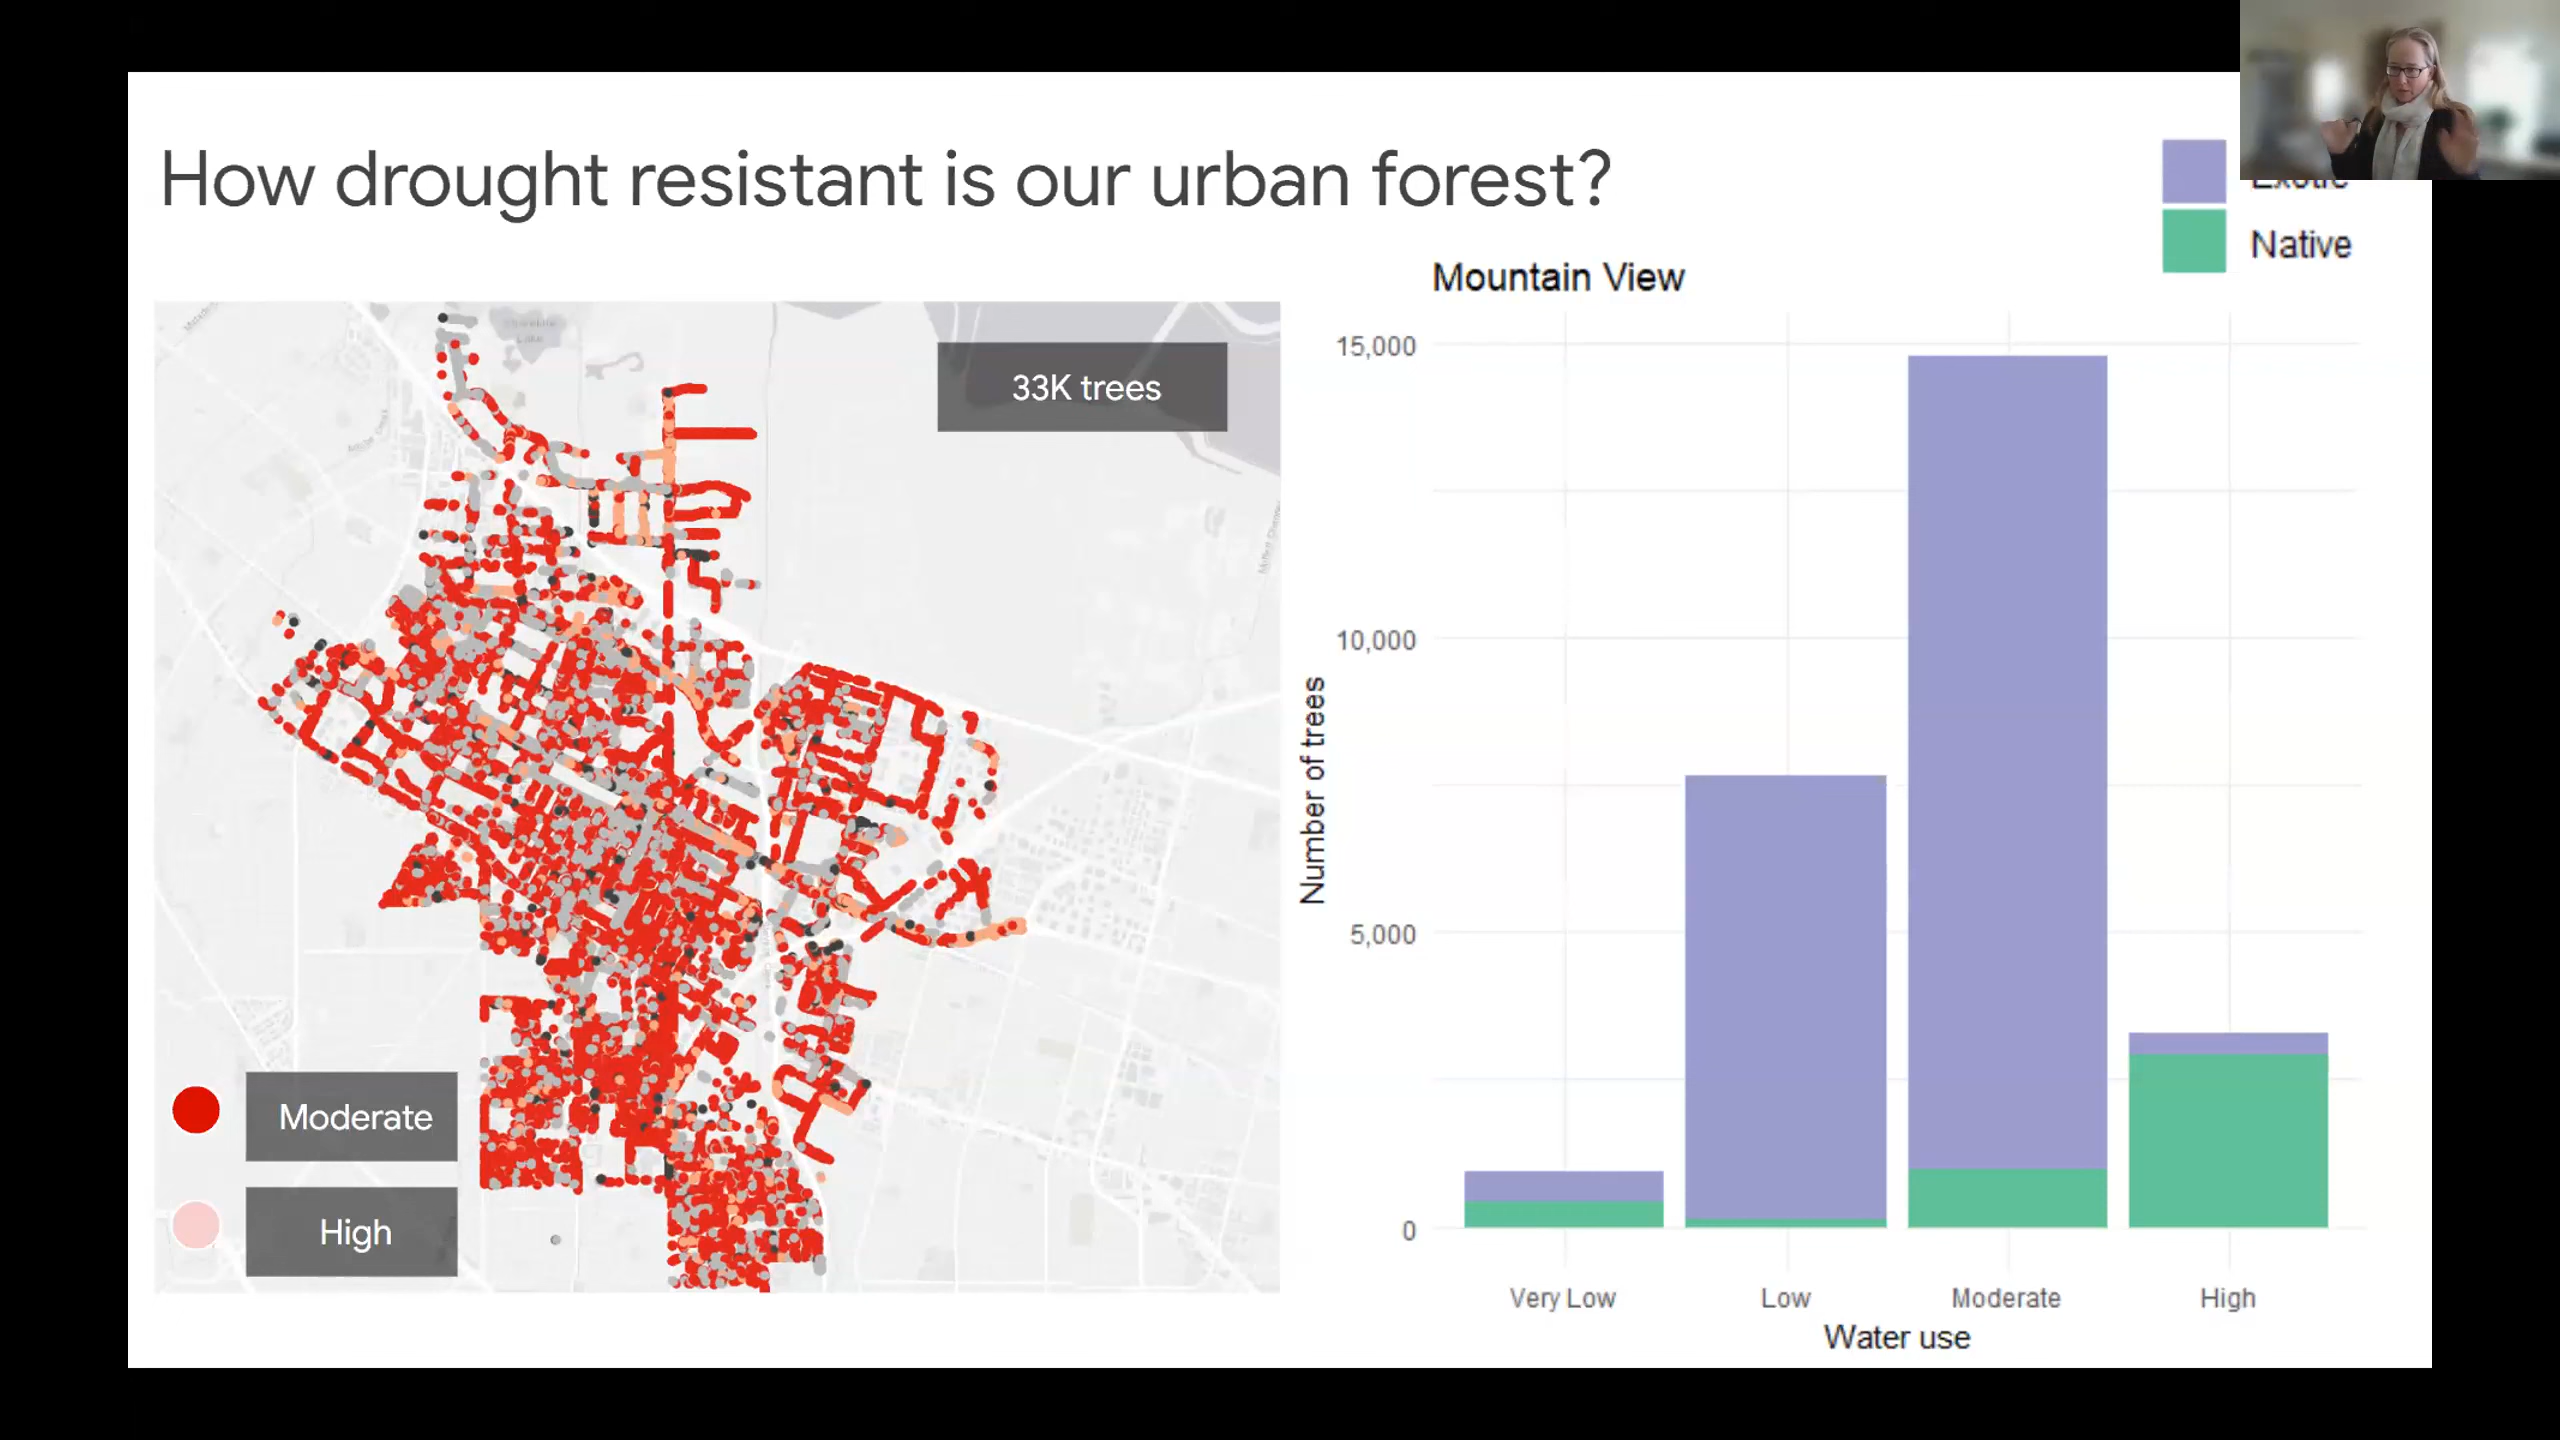 How drought resistant is our urban forest?
Exotic
Native
Mountain View
33K trees
Moderate
High
Number of trees
15,000
10,000
5,000
0
Very Low
Low
Moderate
High
Water use